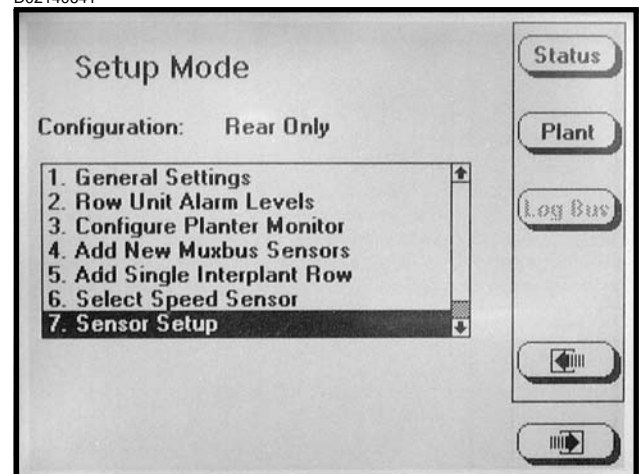 D02140841
Setup Mode
Status
Configuration: Rear Only
Plant
1. General Settings
2. Row Unit Alarm Levels
3. Configure Planter Monitor
4. Add New Muxbus Sensors
5. Add Single Interplant Row
6. Select Speed Sensor
7. Sensor Setup
Log Bus